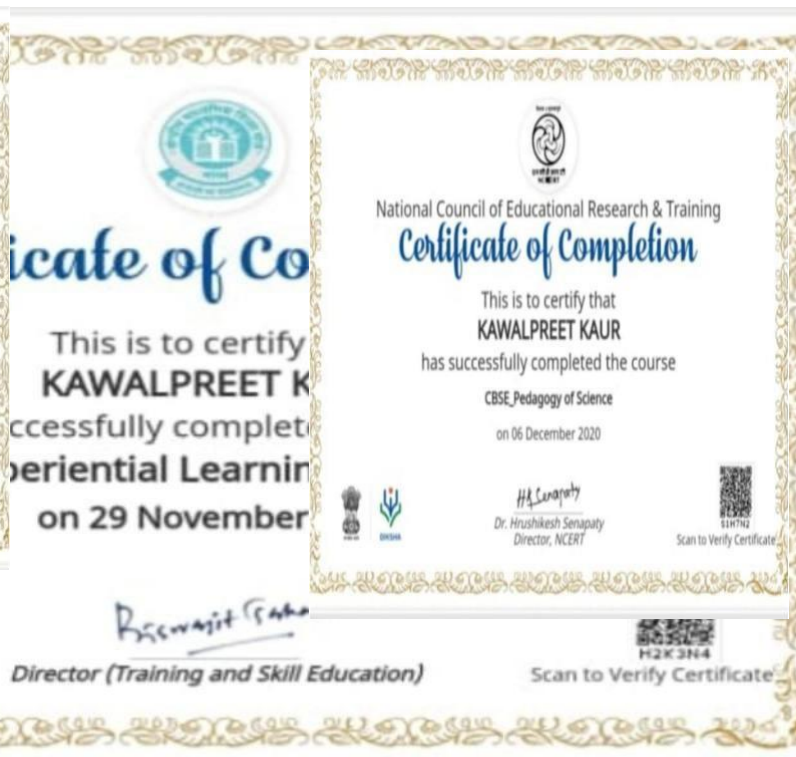 icate of Co
This is to certify
KAWALPREET K
ccessfully complet
periential Learnin
on 29 November
Director (Training and Skill Education)
H2K3N4
Scan to Verify Certificate
NCERT
National Council of Educational Research & Training
Certificate of Completion
This is to certify that
KAWALPREET KAUR
has successfully completed the course
CBSE_Pedagogy of Science
on 06 December 2020
DIKSHA
Dr. Hrushikesh Senapaty
Director, NCERT
S1H7N2
Scan to Verify Certificate